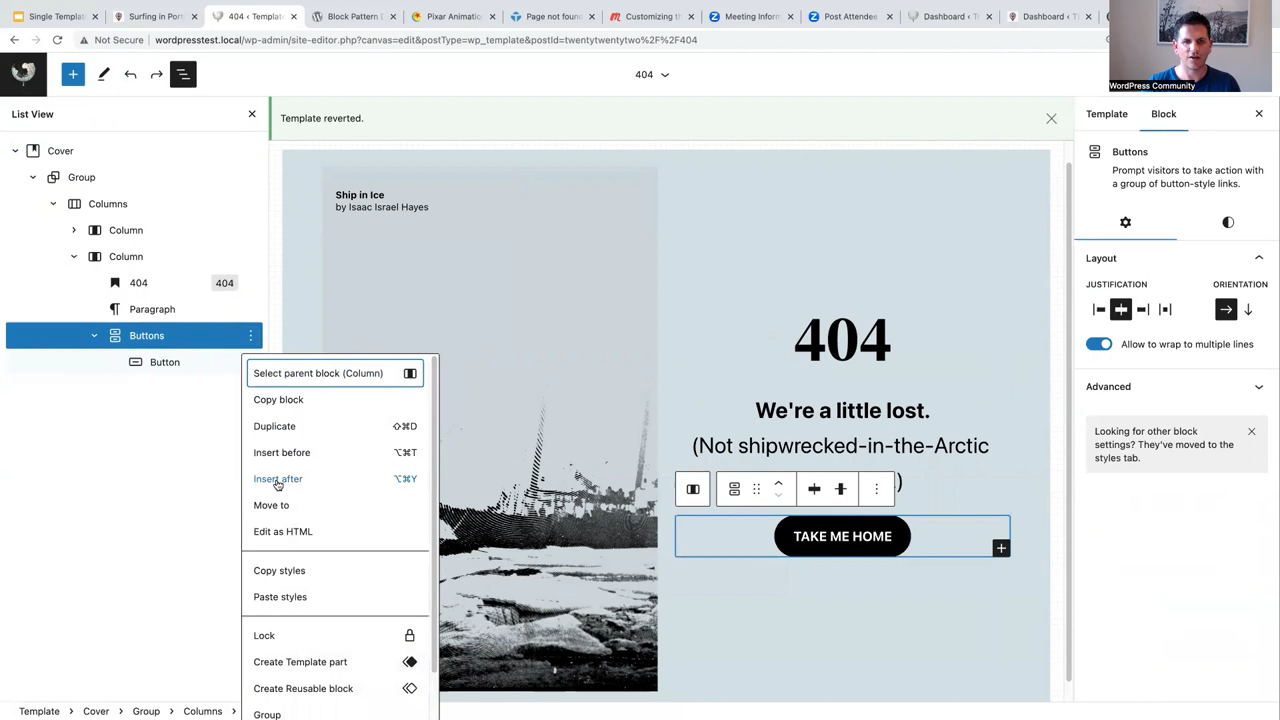 Single Templa
Surfing in Port
404 ‹ Templat
Block Pattern D
Pixar Animation
Page not found
Customizing th
Meeting Inform
Post Attendee
Dashboard ‹ T
Dashboard ‹ T
Not Secure
wordpresstest.local/wp-admin/site-editor.php?canvas=edit&postType=wp_template&postId=twentytwentytwo%2F%2F404
404
WordPress Community
List View
Template reverted.
Template
Block
Cover
Group
Columns
Column
Column
404
404
Paragraph
Buttons
Button
Select parent block (Column)
Copy block
Duplicate ⇧⌘D
Insert before ⌥⌘T
Insert after ⌥⌘Y
Move to
Edit as HTML
Copy styles
Paste styles
Lock
Create Template part
Create Reusable block
Group
Ship in Ice
by Isaac Israel Hayes
404
We're a little lost.
(Not shipwrecked-in-the-Arctic
)
TAKE ME HOME
Buttons
Prompt visitors to take action with
a group of button-style links.
Layout
JUSTIFICATION
ORIENTATION
Allow to wrap to multiple lines
Advanced
Looking for other block
settings? They've moved to the
styles tab.
Template › Cover › Group › Columns ›